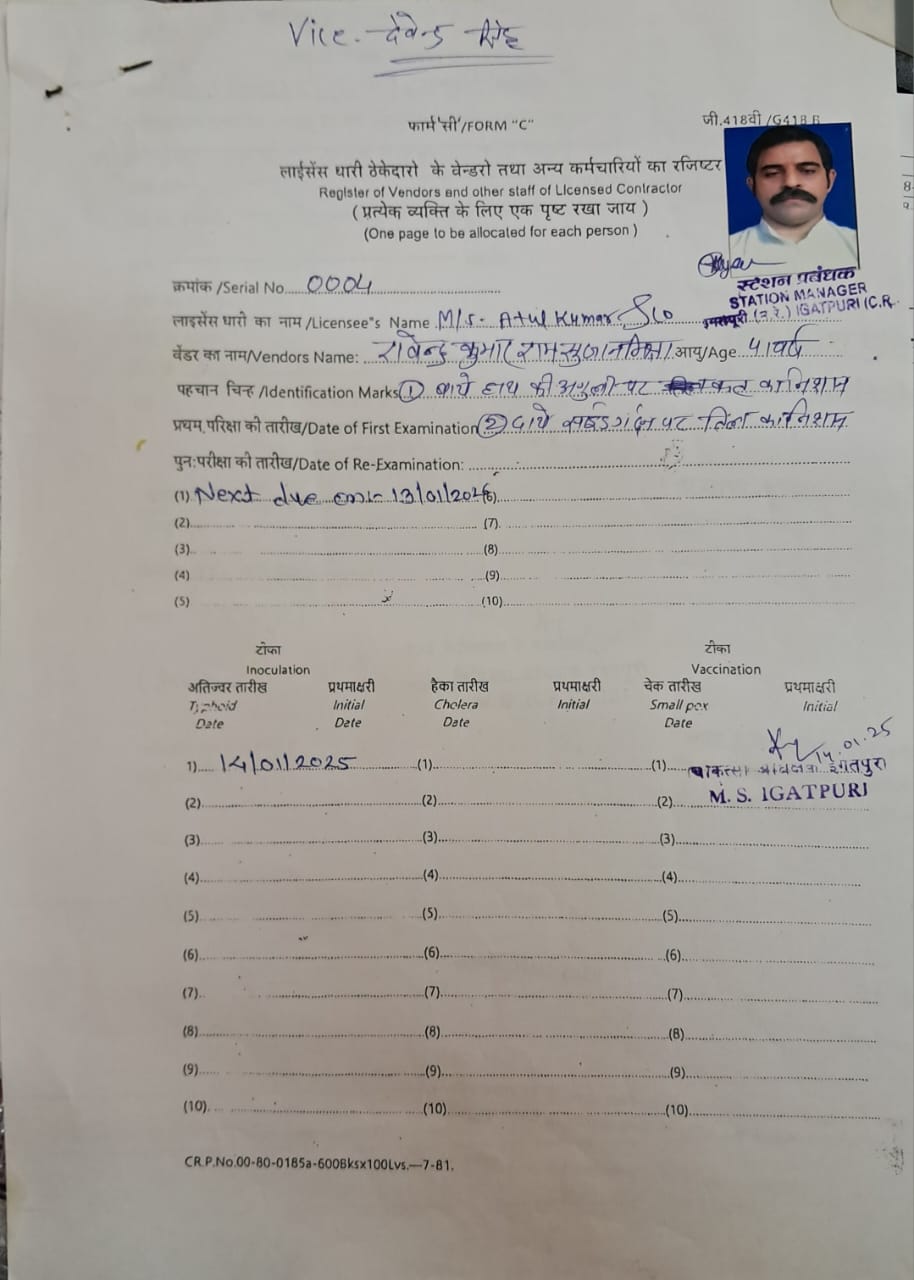 Vice. देवेन्द्र सिंह
फार्म 'सी'/FORM "C"
जी.418बी /G418 B
लाईसेंस धारी ठेकेदारो के वेन्डरो तथा अन्य कर्मचारियों का रजिष्टर
Register of Vendors and other staff of Licensed Contractor
( प्रत्येक व्यक्ति के लिए एक पृष्ट रखा जाय )
(One page to be allocated for each person )
स्टेशन प्रबंधक
STATION MANAGER
इगतपुरी (म.रे.) IGATPURI (C.R.
क्रमांक /Serial No. 0004
लाइसेंस धारी का नाम /Licensee"s Name M/s- Atul Kumar & Co
वेंडर का नाम/Vendors Name: रविन्द्र कुमार रामसुजान मिश्रा आयु/Age 41 वर्ष
पहचान चिन्ह /Identification Marks (1) बाये हाथ की अंगुली पर कट का निशान
प्रथम परिक्षा की तारीख/Date of First Examination (2) दाये गर्दन पर तिल का निशान
पुनःपरीक्षा की तारीख/Date of Re-Examination:
(1) Next due on:- 13/01/2026
(2) (7)
(3) (8)
(4) (9)
(5) (10)
टोका टीका
Inoculation Vaccination
अतिज्वर तारीख प्रथमाक्षरी हैका तारीख प्रथमाक्षरी चेक तारीख प्रथमाक्षरी
Typhoid Initial Cholera Initial Small pox Initial
Date Date Date Date
14.01.25
1) 14/01/2025 (1) (1) इगतपुरी
M. S. IGATPURI
(2) (2) (2)
(3) (3) (3)
(4) (4) (4)
(5) (5) (5)
(6) (6) (6)
(7) (7) (7)
(8) (8) (8)
(9) (9) (9)
(10) (10) (10)
CR.P.No.00-80-0185a-600Bksx100Lvs.—7-81.